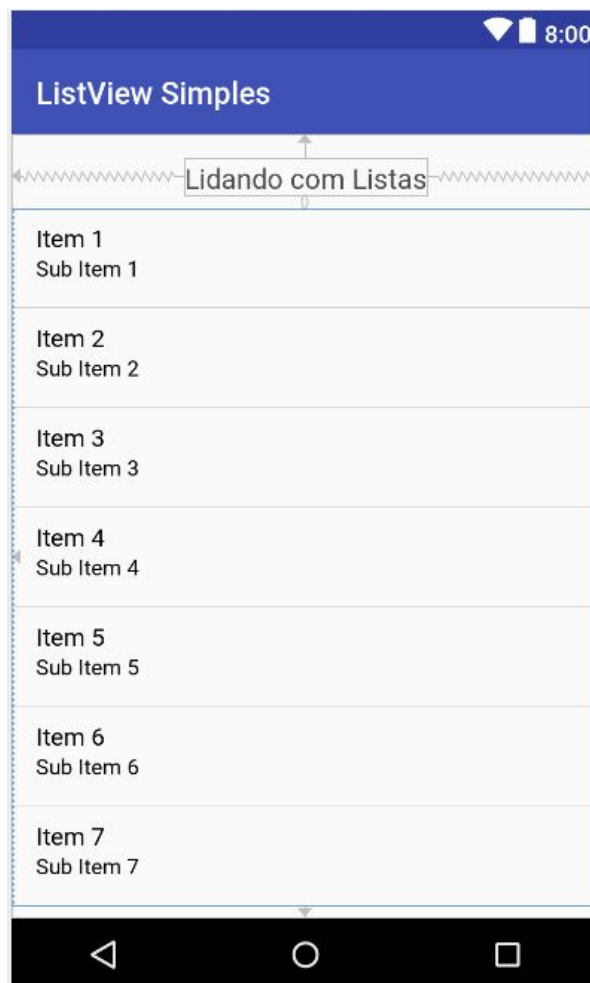 8:00
ListView Simples
Lidando com Listas
0
Item 1
Sub Item 1
Item 2
Sub Item 2
Item 3
Sub Item 3
Item 4
Sub Item 4
Item 5
Sub Item 5
Item 6
Sub Item 6
Item 7
Sub Item 7